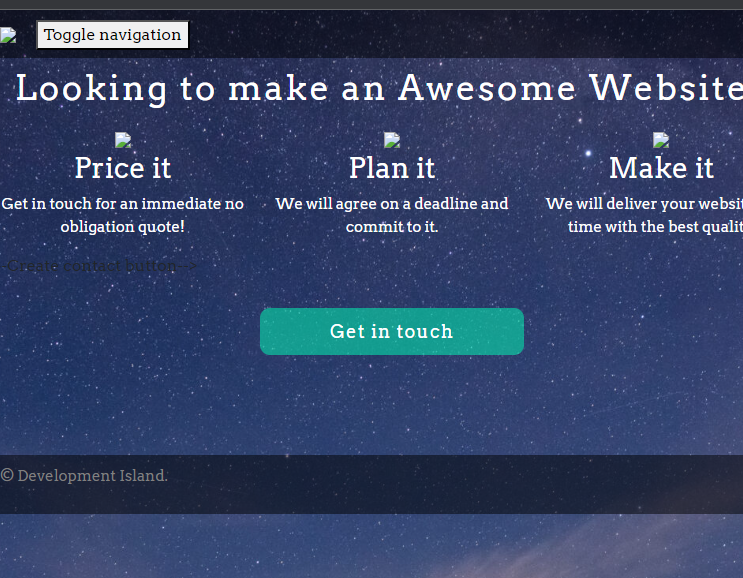 Toggle navigation
Looking to make an Awesome Website
Price it
Plan it
Make it
Get in touch for an immediate no
obligation quote!
We will agree on a deadline and
commit to it.
We will deliver your
time with the best
Create contact button-->
Get in touch
© Development Island.